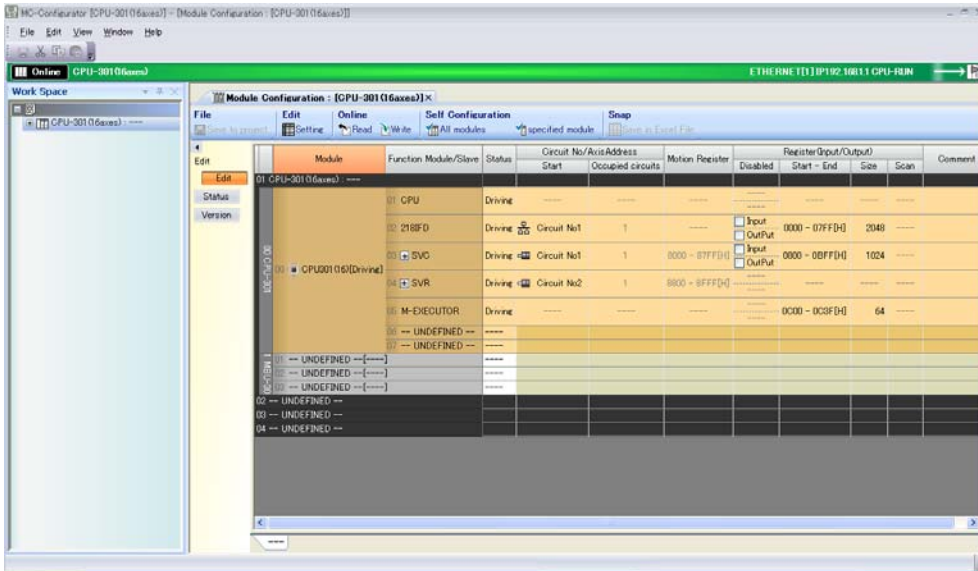 MC-Configurator [CPU-301(16axes)] - [Module Configuration : [CPU-301(16axes)]]
File Edit View Window Help
Online CPU-301(16axes) ETHERNET[1] IP192.168.1.1 CPU-RUN
Work Space
CPU-301(16axes) : ----
Module Configuration : [CPU-301(16axes)]
File Edit Online Self Configuration Snap
Save to project Setting Read Write All modules specified module Save in Excel File
Edit
Edit
Status
Version
Module Function Module/Slave Status Circuit No/AxisAddress Motion Register Register(Input/Output) Comment
Start Occupied circuits Disabled Start - End Size Scan
01 CPU-301(16axes) : ----
00 CPU-301
00 CPU301(16)[Driving]
01 CPU Driving ---- ---- ---- ---- ---- ---- ---- ----
02 218IFD Driving Circuit No1 1 ---- Input OutPut 0000 - 07FF[H] 2048 ----
03 SVC Driving Circuit No1 1 8000 - 87FF[H] Input OutPut 0800 - 0BFF[H] 1024 ----
04 SVR Driving Circuit No2 1 8800 - 8FFF[H] ---- ---- ---- ---- ----
05 M-EXECUTOR Driving ---- ---- ---- ---- ---- 0C00 - 0C3F[H] 64 ----
06 -- UNDEFINED -- ----
07 -- UNDEFINED -- ----
01 -- UNDEFINED --[----] ----
02 -- UNDEFINED --[----] ----
03 -- UNDEFINED --[----] ----
02 -- UNDEFINED --
03 -- UNDEFINED --
04 -- UNDEFINED --
----